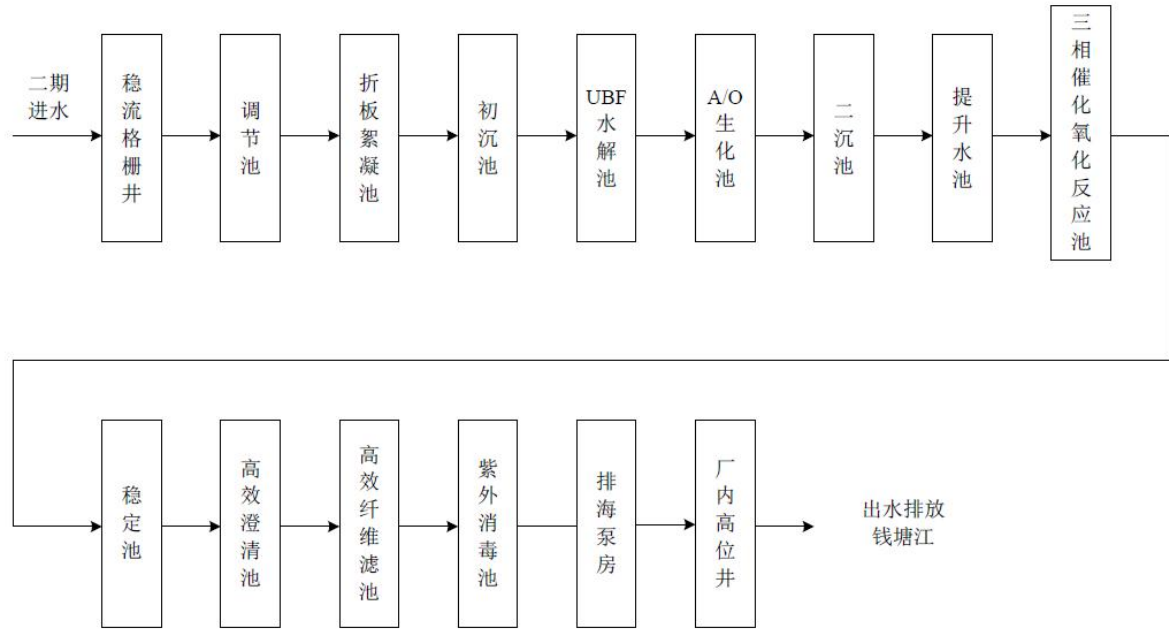 二期
进水
稳流格栅井
调节池
折板絮凝池
初沉池
UBF
水解池
A/O
生化池
二沉池
提升水池
三相催化氧化反应池
稳定池
高效澄清池
高效纤维滤池
紫外消毒池
排海泵房
厂内高位井
出水排放
钱塘江